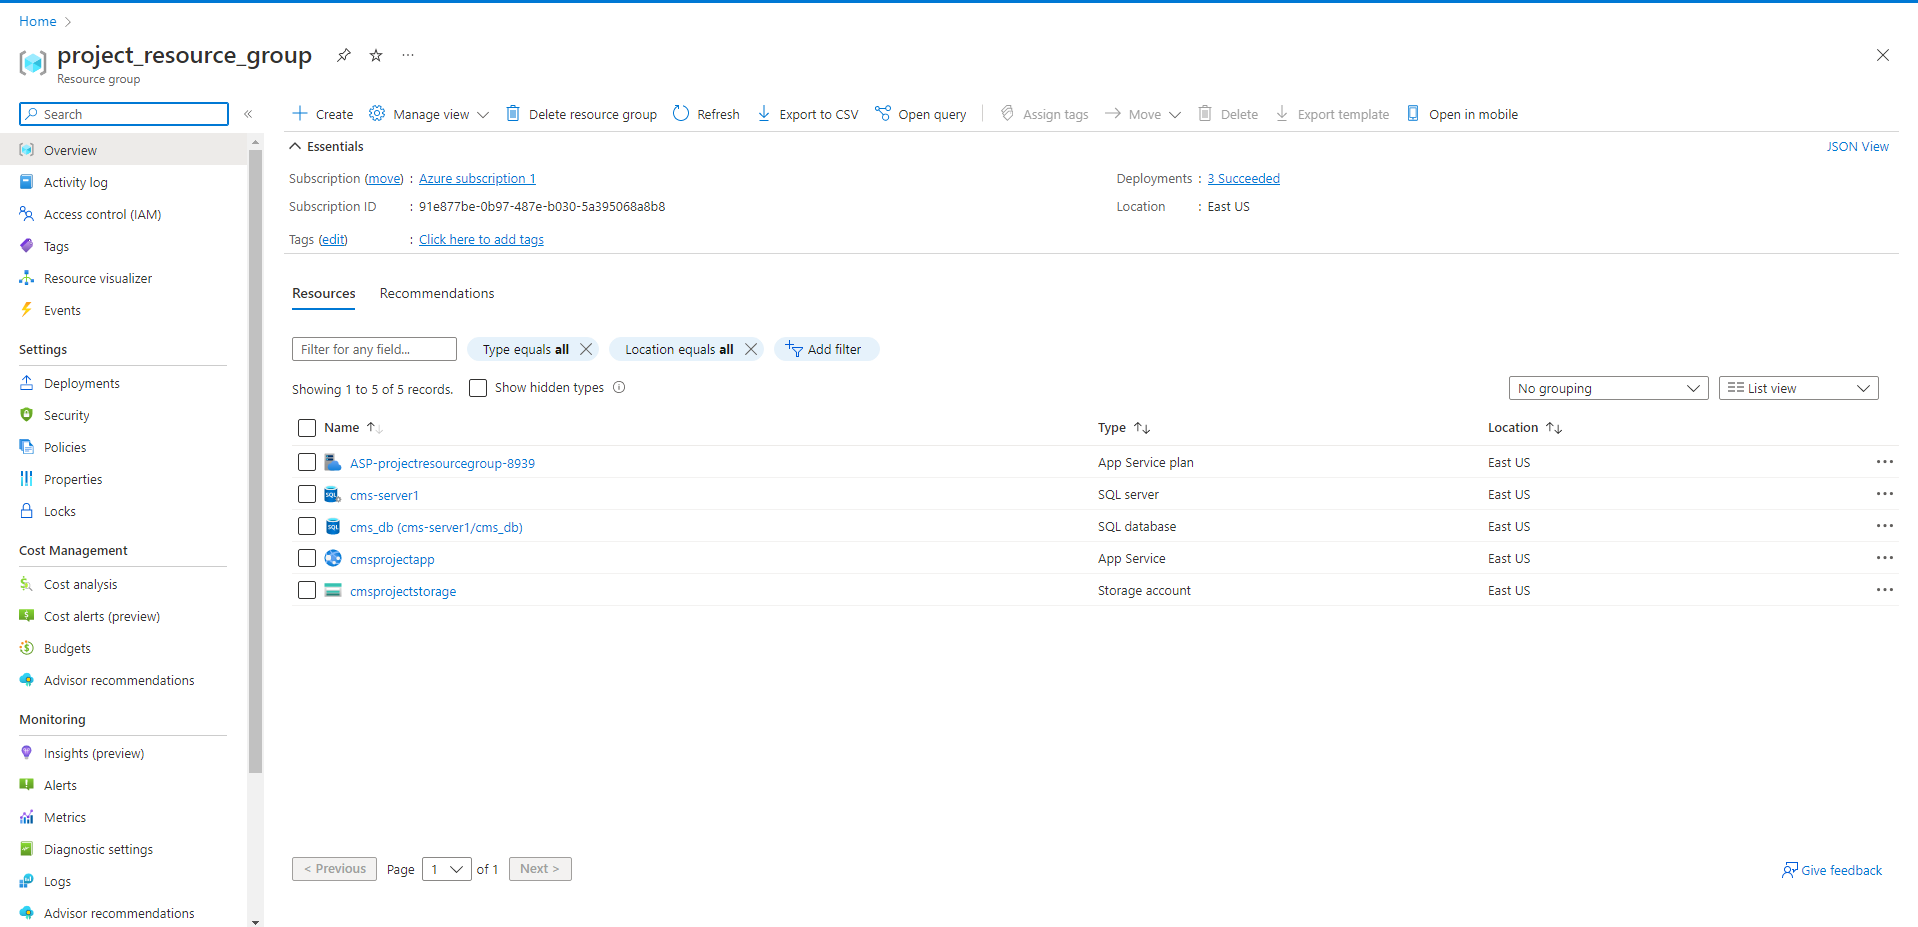 Home
project_resource_group
Resource group
Search
Create Manage view Delete resource group Refresh Export to CSV Open query Assign tags Move Delete Export template Open in mobile
Overview
Activity log
Access control (IAM)
Tags
Resource visualizer
Events
Settings
Deployments
Security
Policies
Properties
Locks
Cost Management
Cost analysis
Cost alerts (preview)
Budgets
Advisor recommendations
Monitoring
Insights (preview)
Alerts
Metrics
Diagnostic settings
Logs
Advisor recommendations
Essentials JSON View
Subscription (move) : Azure subscription 1 Deployments : 3 Succeeded
Subscription ID : 91e877be-0b97-487e-b030-5a395068a8b8 Location : East US
Tags (edit) : Click here to add tags
Resources Recommendations
Filter for any field... Type equals all Location equals all Add filter
Showing 1 to 5 of 5 records. Show hidden types No grouping List view
Name Type Location
ASP-projectresourcegroup-8939 App Service plan East US
cms-server1 SQL server East US
cms_db (cms-server1/cms_db) SQL database East US
cmsprojectapp App Service East US
cmsprojectstorage Storage account East US
< Previous Page 1 of 1 Next > Give feedback